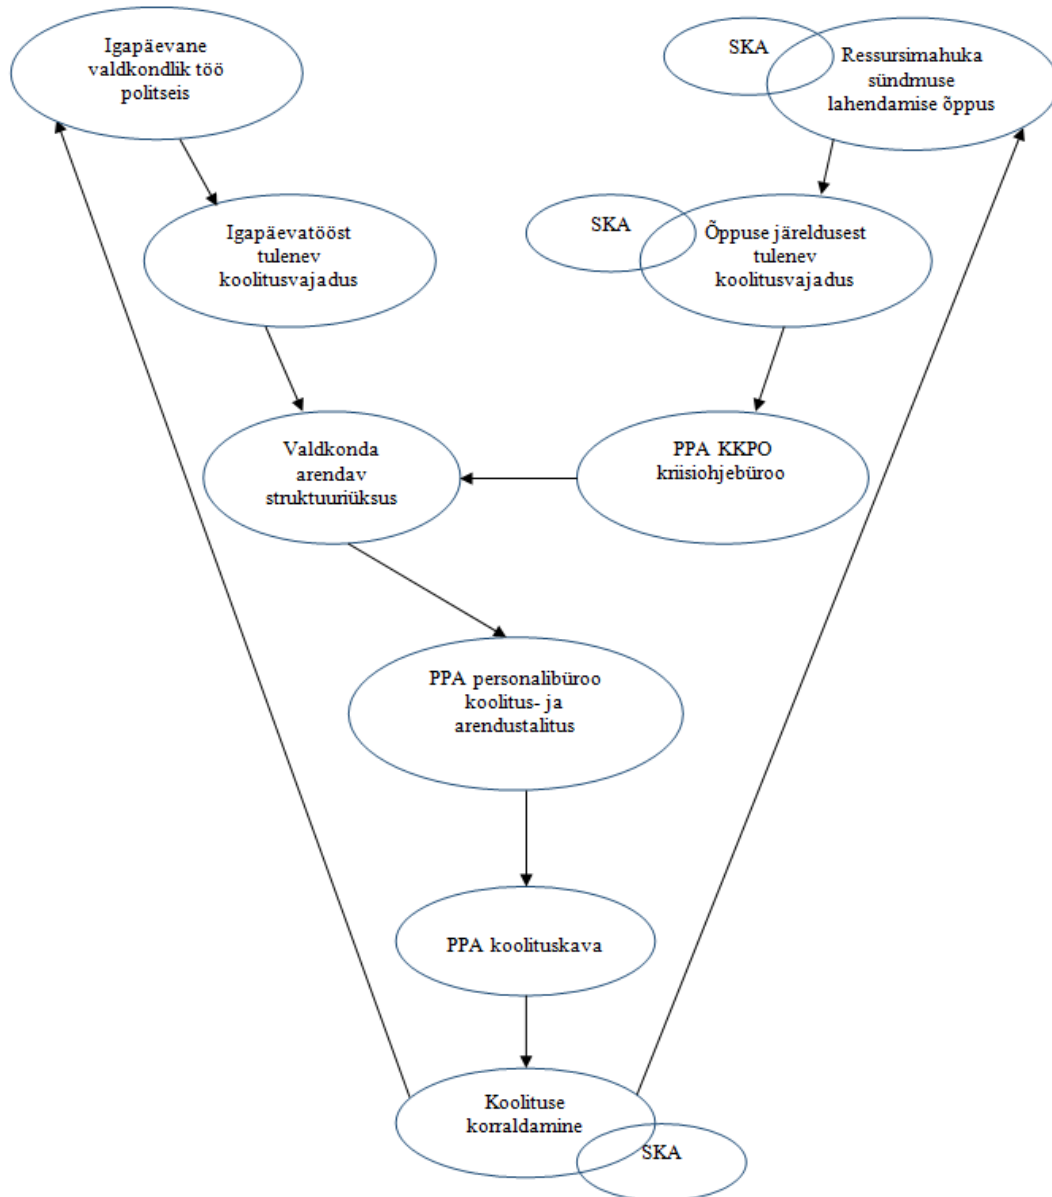 Igapäevane
valdkondlik töö
politseis
SKA
Ressursimahuka
sündmuse
lahendamise õppus
Igapäevatööst
tulenev
koolitusvajadus
SKA
Õppuse järeldusest
tulenev
koolitusvajadus
Valdkonda
arendav
struktuuriüksus
PPA KKPO
kriisiohjebüroo
PPA personalibüroo
koolitus- ja
arendustalitus
PPA koolituskava
Koolituse
korraldamine
SKA